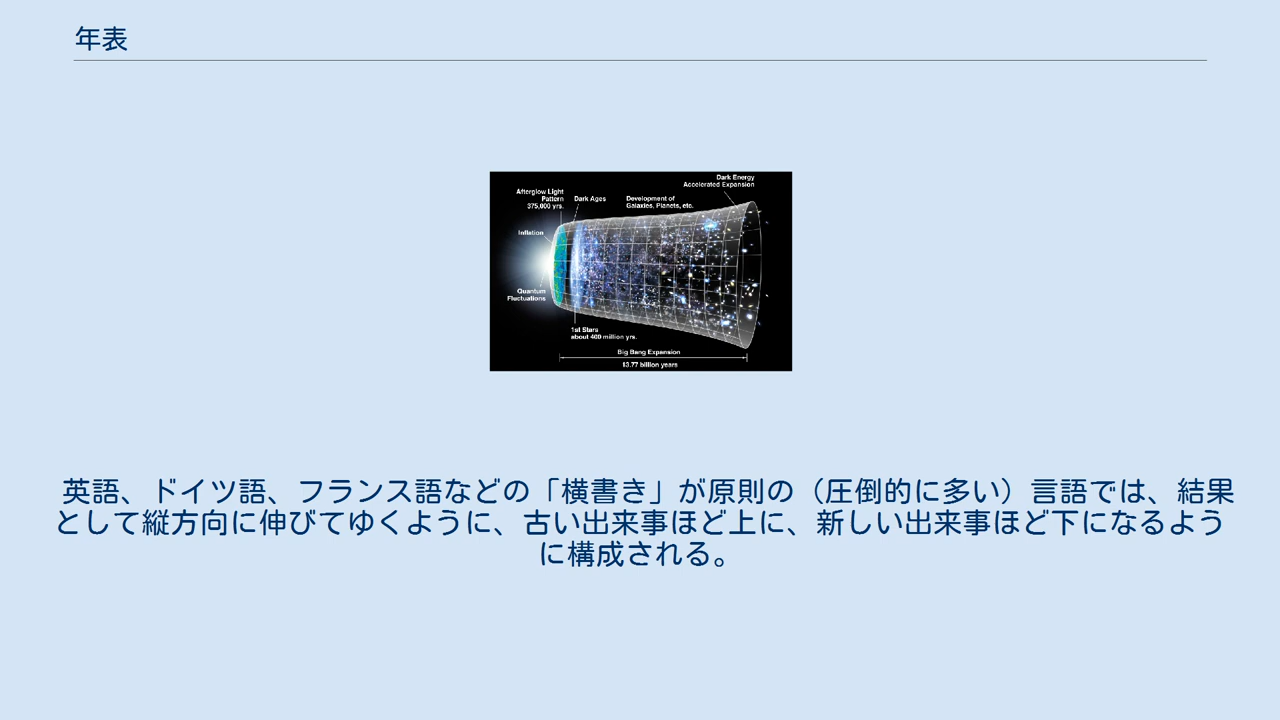 年表
Dark Energy
Accelerated Expansion
Afterglow Light
Pattern
375,000 yrs.
Dark Ages
Development of
Galaxies, Planets, etc.
Inflation
Quantum
Fluctuations
1st Stars
about 400 million yrs.
Big Bang Expansion
13.77 billion years
英語、ドイツ語、フランス語などの「横書き」が原則の（圧倒的に多い）言語では、結果
として縦方向に伸びてゆくように、古い出来事ほど上に、新しい出来事ほど下になるよう
に構成される。